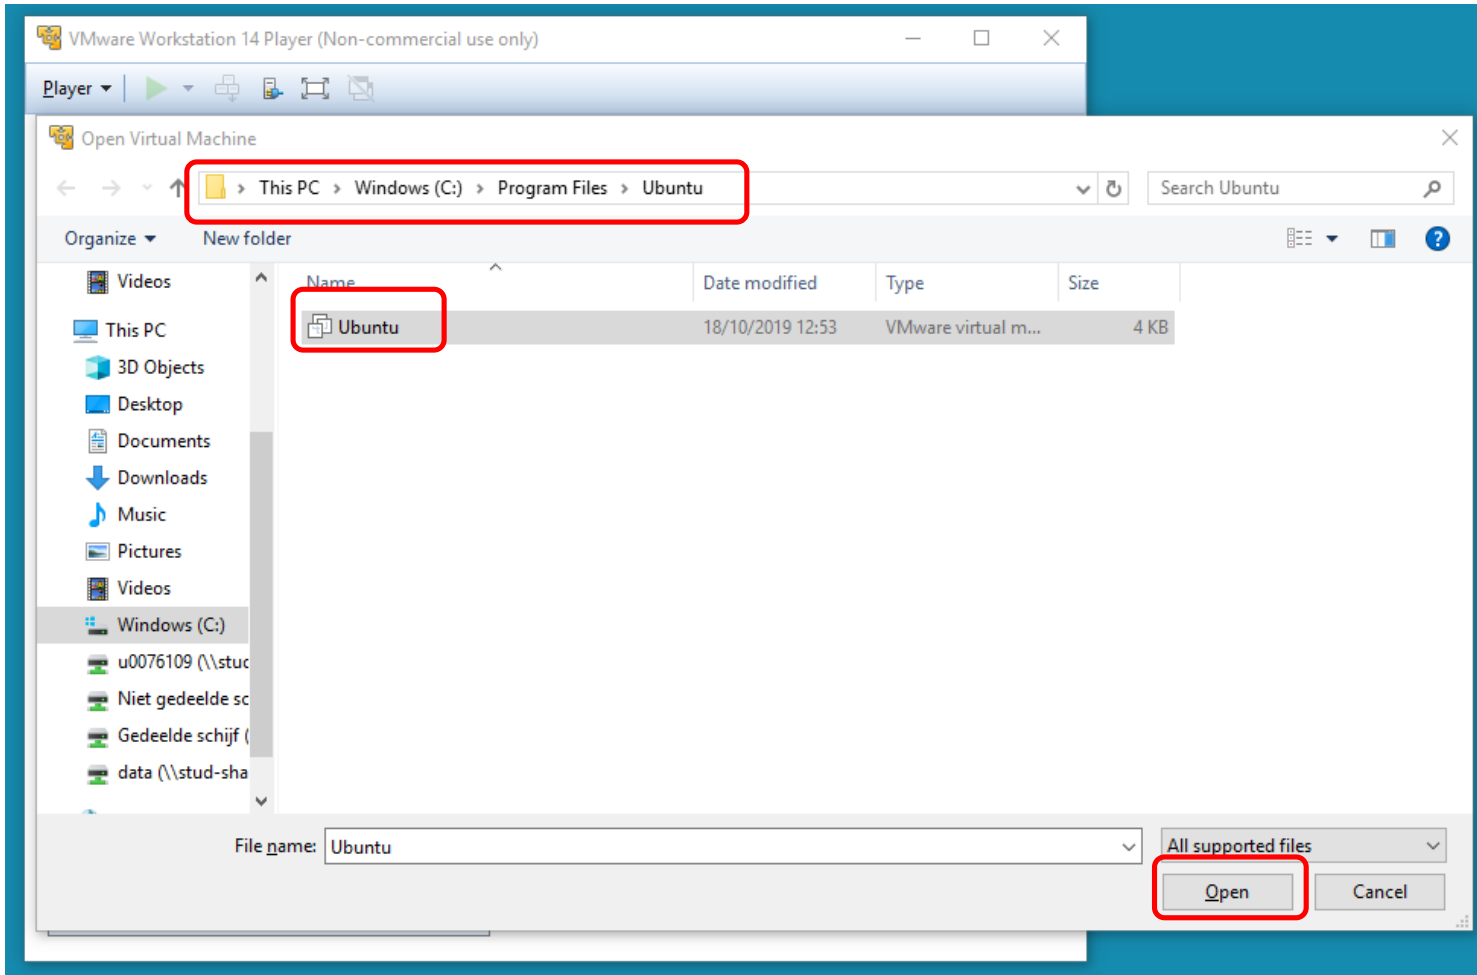 VMware Workstation 14 Player (Non-commercial use only)
Player
Open Virtual Machine
This PC > Windows (C:) > Program Files > Ubuntu
Search Ubuntu
Organize
New folder
Name
Date modified
Type
Size
Ubuntu
18/10/2019 12:53
VMware virtual m...
4 KB
Videos
This PC
3D Objects
Desktop
Documents
Downloads
Music
Pictures
Videos
Windows (C:)
u0076109 (\\stud
Niet gedeelde sc
Gedeelde schijf (
data (\\stud-sha
File name:
Ubuntu
All supported files
Open
Cancel